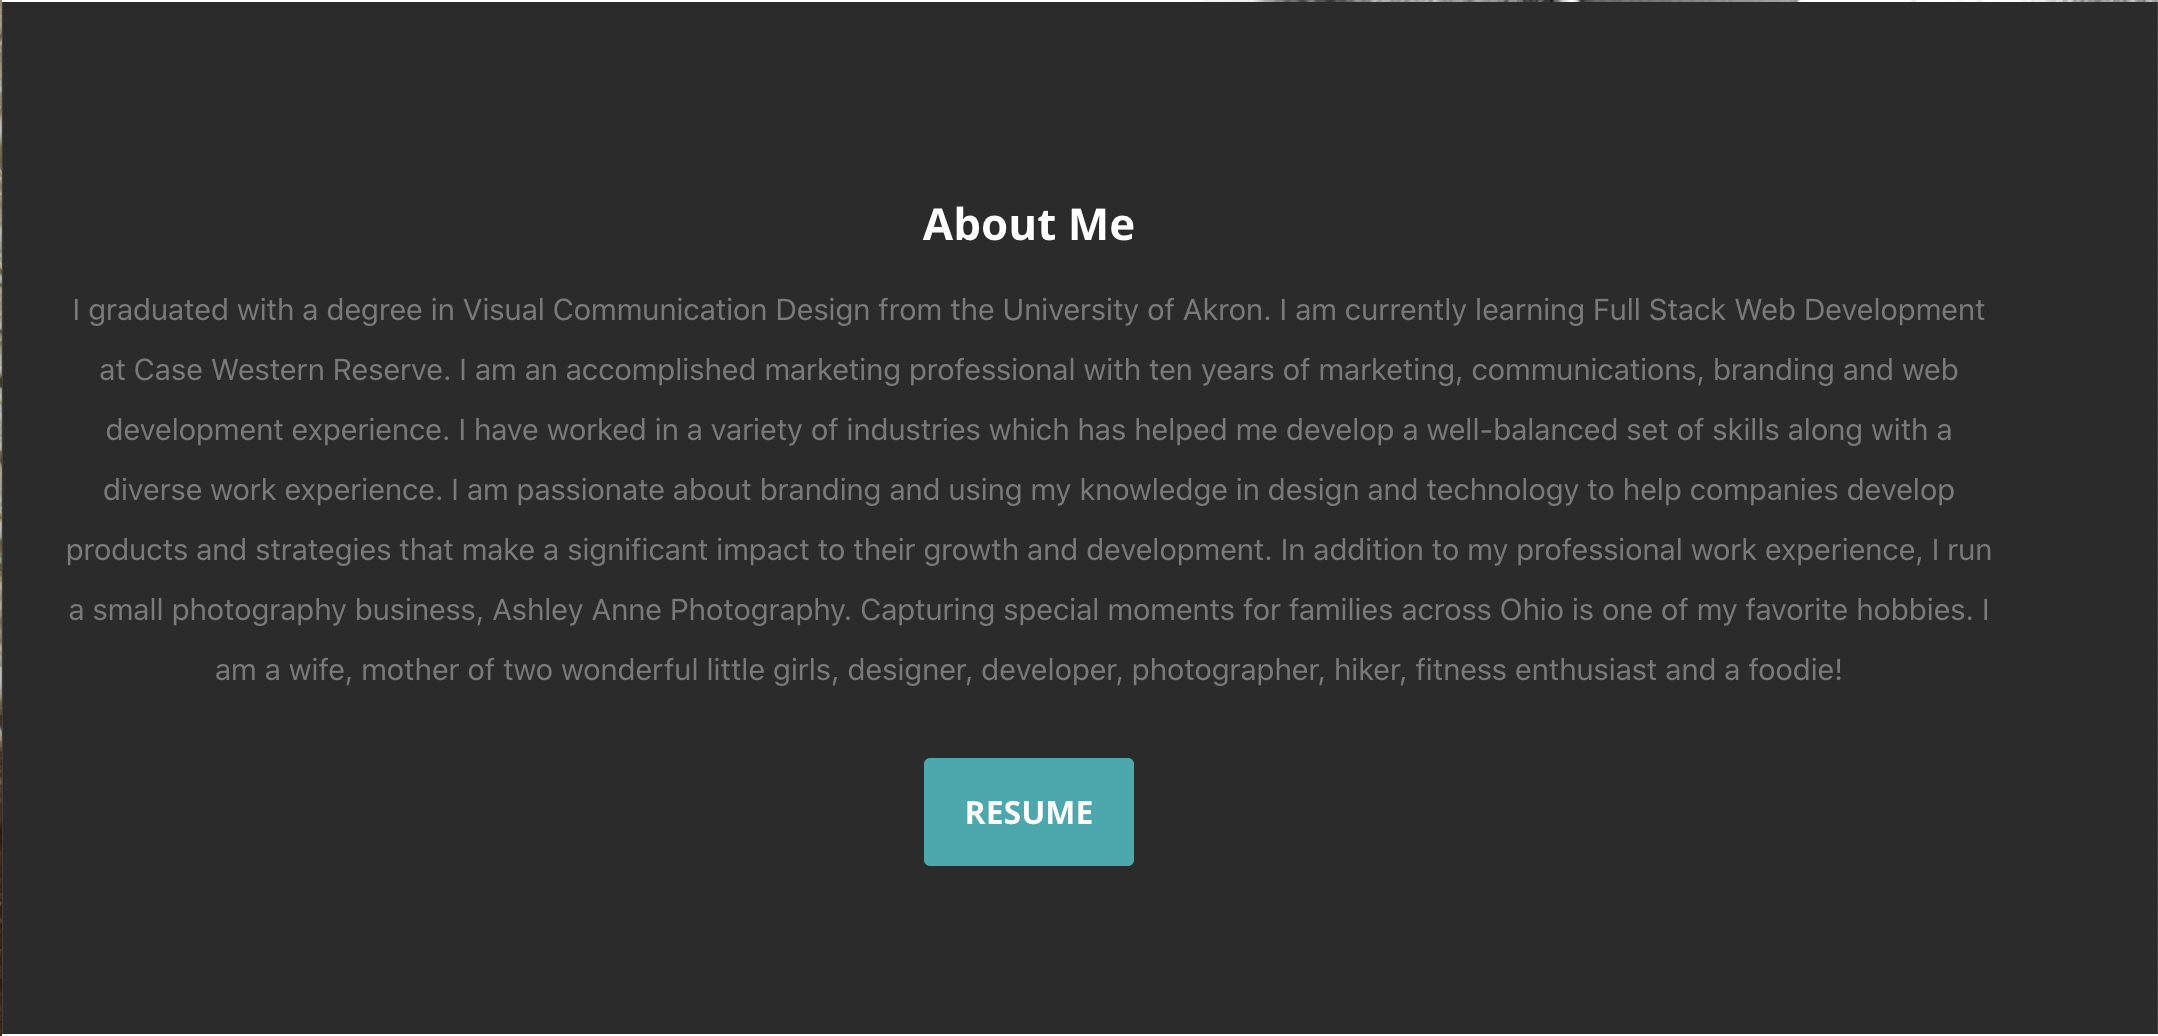 About Me
I graduated with a degree in Visual Communication Design from the University of Akron. I am currently learning Full Stack Web Development
at Case Western Reserve. I am an accomplished marketing professional with ten years of marketing, communications, branding and web
development experience. I have worked in a variety of industries which has helped me develop a well-balanced set of skills along with a
diverse work experience. I am passionate about branding and using my knowledge in design and technology to help companies develop
products and strategies that make a significant impact to their growth and development. In addition to my professional work experience, I run
a small photography business, Ashley Anne Photography. Capturing special moments for families across Ohio is one of my favorite hobbies. I
am a wife, mother of two wonderful little girls, designer, developer, photographer, hiker, fitness enthusiast and a foodie!
RESUME